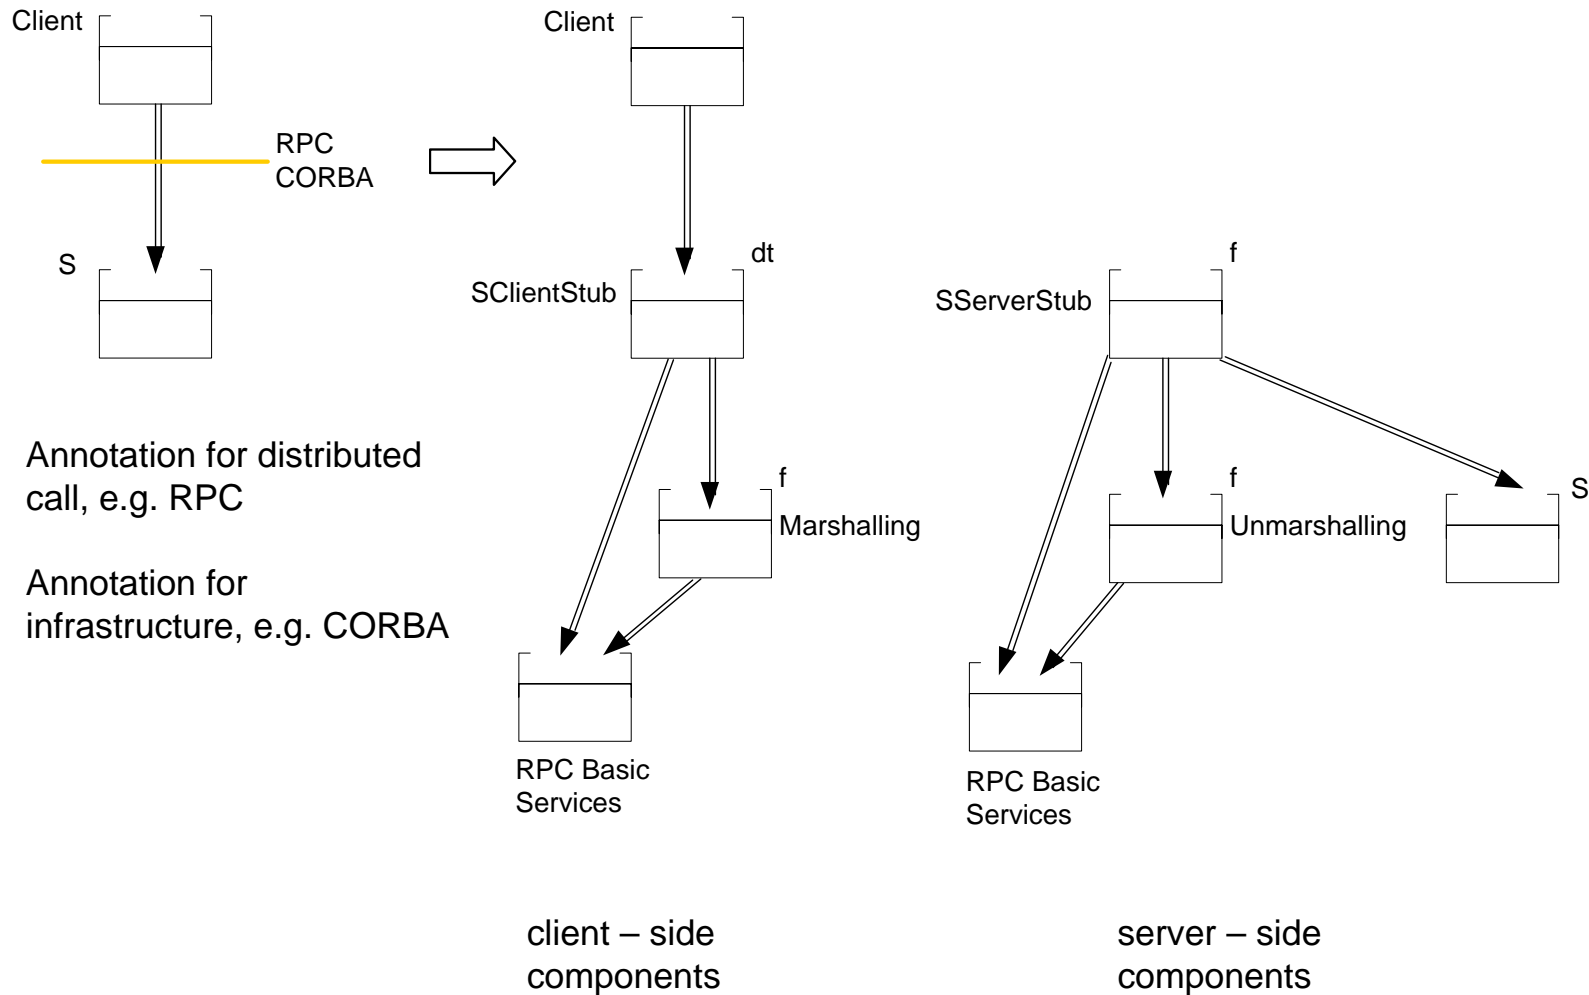 Client
RPC
CORBA
S
Annotation for distributed
call, e.g. RPC
Annotation for
infrastructure, e.g. CORBA
Client
dt
SClientStub
f
Marshalling
RPC Basic
Services
client – side
components
f
SServerStub
f
Unmarshalling
S
RPC Basic
Services
server – side
components